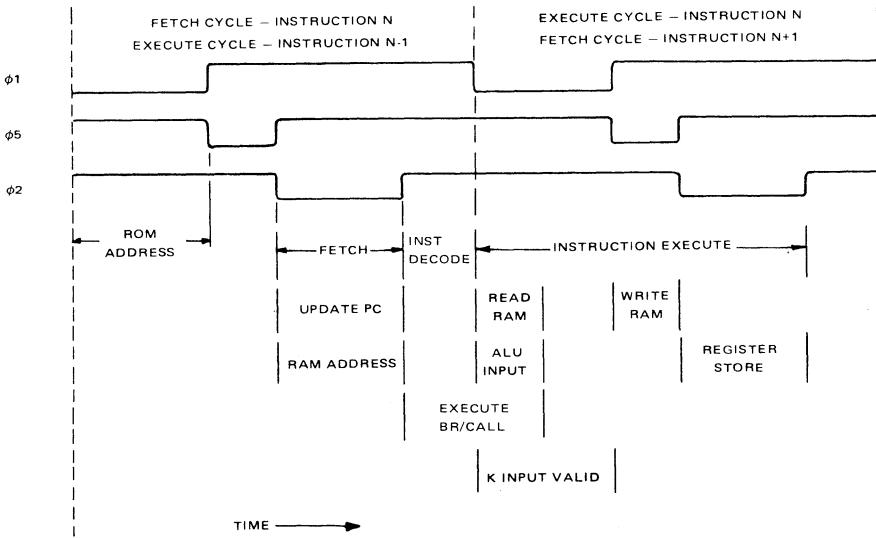 FETCH CYCLE – INSTRUCTION N
EXECUTE CYCLE – INSTRUCTION N-1
EXECUTE CYCLE – INSTRUCTION N
FETCH CYCLE – INSTRUCTION N+1
ϕ1
ϕ5
ϕ2
ROM
ADDRESS
FETCH
INST
DECODE
INSTRUCTION EXECUTE
UPDATE PC
READ
RAM
WRITE
RAM
RAM ADDRESS
ALU
INPUT
REGISTER
STORE
EXECUTE
BR/CALL
K INPUT VALID
TIME